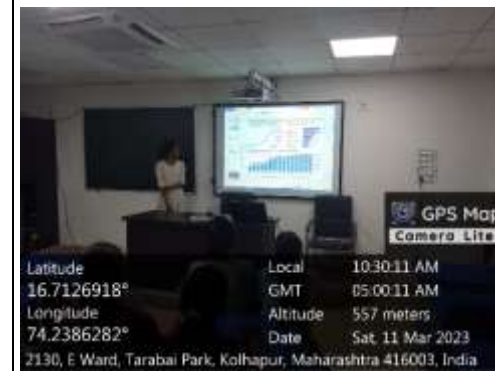 GPS Map
Camera Lite
Latitude
16.7126918°
Longitude
74.2386282°
Local 10:30:11 AM
GMT 05:00:11 AM
Altitude 557 meters
Date Sat, 11 Mar 2023
2130, E Ward, Tarabai Park, Kolhapur, Maharashtra 416003, India